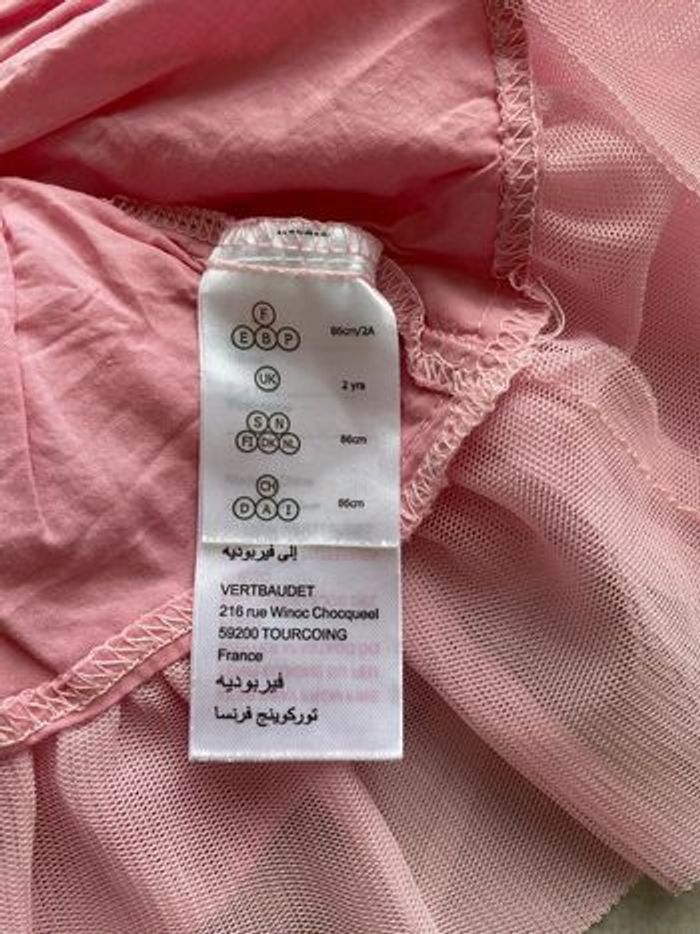 F
E B P 86cm/2A
UK 2 yrs
S N
FI DK NL 86cm
CH
D A I 86cm
إلى فيربوديه
VERTBAUDET
216 rue Winoc Chocqueel
59200 TOURCOING
France
فيربوديه
توركوينج فرنسا